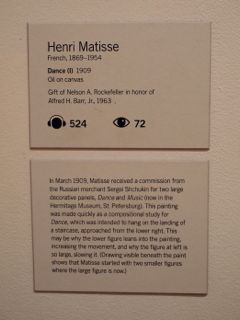 Henri Matisse
French, 1869–1954
Dance (I) 1909
Oil on canvas
Gift of Nelson A. Rockefeller in honor of
Alfred H. Barr, Jr., 1963
524 72
In March 1909, Matisse received a commission from
the Russian merchant Sergei Shchukin for two large
decorative panels, Dance and Music (now in the
Hermitage Museum, St. Petersburg). This painting
was made quickly as a compositional study for
Dance, which was intended to hang on the landing of
a staircase, approached from the lower right. This
may be why the lower figure leans into the painting,
increasing the movement, and why the figure at left is
so large, slowing it. (Drawing visible beneath the paint
shows that Matisse started with two smaller figures
where the large figure is now.)